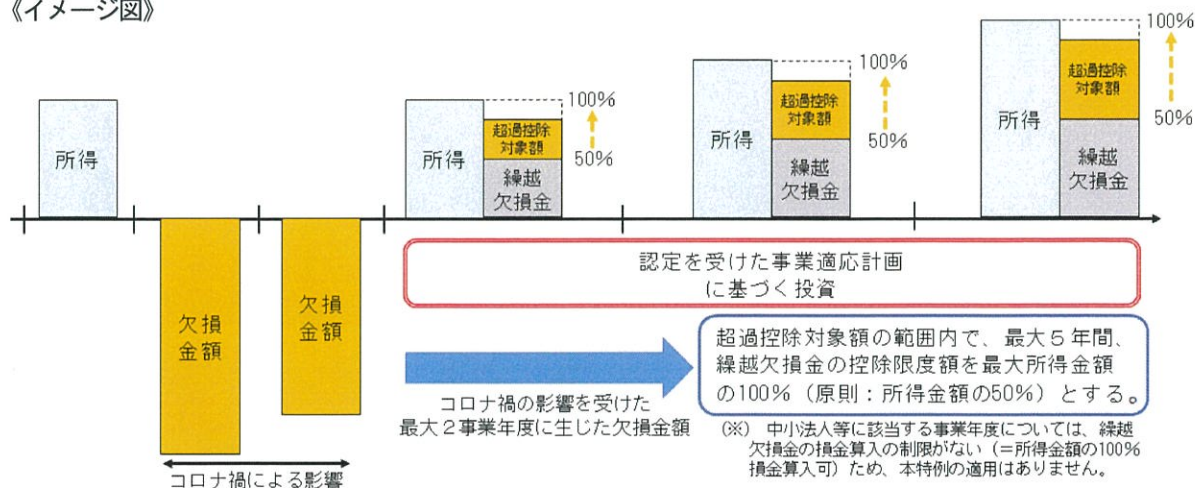 《イメージ図》
所得
欠損
金額
欠損
金額
所得
超過控除
対象額
繰越
欠損金
100%
50%
所得
超過控除
対象額
繰越
欠損金
100%
50%
所得
超過控除
対象額
繰越
欠損金
100%
50%
認定を受けた事業適応計画
に基づく投資
コロナ禍の影響を受けた
最大2事業年度に生じた欠損金額
超過控除対象額の範囲内で、最大5年間、
繰越欠損金の控除限度額を最大所得金額
の100%（原則：所得金額の50%）とする。
(※) 中小法人等に該当する事業年度については、繰越
欠損金の損金算入の制限がない（=所得金額の100%
損金算入可）ため、本特例の適用はありません。
コロナ禍による影響